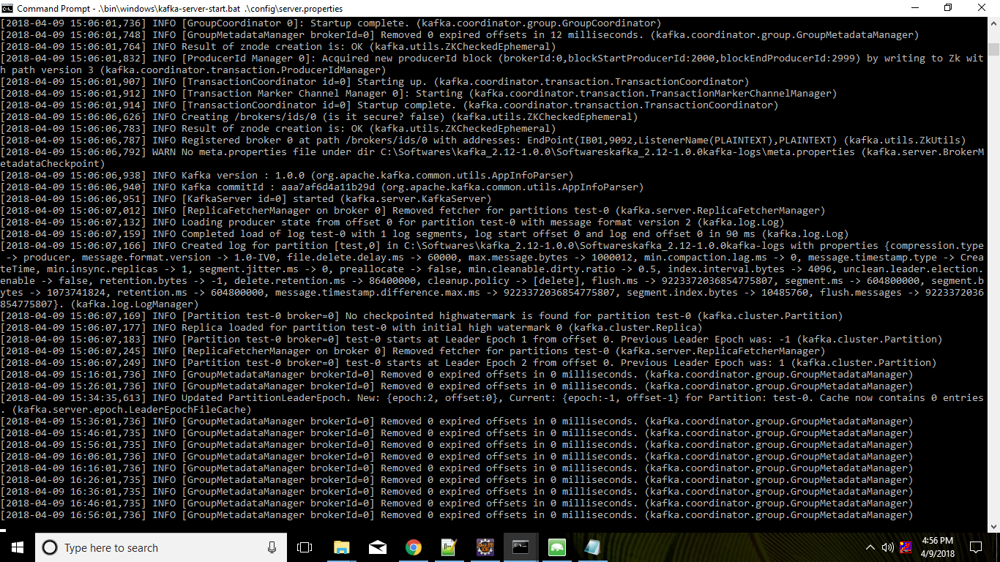 Command Prompt - .\bin\windows\kafka-server-start.bat .\config\server.properties
[2018-04-09 15:06:01,736] INFO [GroupCoordinator 0]: Startup complete. (kafka.coordinator.group.GroupCoordinator)
[2018-04-09 15:06:01,748] INFO [GroupMetadataManager brokerId=0] Removed 0 expired offsets in 12 milliseconds. (kafka.coordinator.group.GroupMetadataManager)
[2018-04-09 15:06:01,764] INFO Result of znode creation is: OK (kafka.utils.ZKCheckedEphemeral)
[2018-04-09 15:06:01,832] INFO [ProducerId Manager 0]: Acquired new producerId block (brokerId:0,blockStartProducerId:2000,blockEndProducerId:2999) by writing to Zk wit
h path version 3 (kafka.coordinator.transaction.ProducerIdManager)
[2018-04-09 15:06:01,907] INFO [TransactionCoordinator id=0] Starting up. (kafka.coordinator.transaction.TransactionCoordinator)
[2018-04-09 15:06:01,912] INFO [Transaction Marker Channel Manager 0]: Starting (kafka.coordinator.transaction.TransactionMarkerChannelManager)
[2018-04-09 15:06:01,914] INFO [TransactionCoordinator id=0] Startup complete. (kafka.coordinator.transaction.TransactionCoordinator)
[2018-04-09 15:06:06,626] INFO Creating /brokers/ids/0 (is it secure? false) (kafka.utils.ZKCheckedEphemeral)
[2018-04-09 15:06:06,783] INFO Result of znode creation is: OK (kafka.utils.ZKCheckedEphemeral)
[2018-04-09 15:06:06,787] INFO Registered broker 0 at path /brokers/ids/0 with addresses: EndPoint(IB01,9092,ListenerName(PLAINTEXT),PLAINTEXT) (kafka.utils.ZkUtils)
[2018-04-09 15:06:06,792] WARN No meta.properties file under dir C:\Softwares\kafka_2.12-1.0.0\Softwareskafka_2.12-1.0.0kafka-logs\meta.properties (kafka.server.BrokerM
etadataCheckpoint)
[2018-04-09 15:06:06,938] INFO Kafka version : 1.0.0 (org.apache.kafka.common.utils.AppInfoParser)
[2018-04-09 15:06:06,940] INFO Kafka commitId : aaa7af6d4a11b29d (org.apache.kafka.common.utils.AppInfoParser)
[2018-04-09 15:06:06,951] INFO [KafkaServer id=0] started (kafka.server.KafkaServer)
[2018-04-09 15:06:07,012] INFO [ReplicaFetcherManager on broker 0] Removed fetcher for partitions test-0 (kafka.server.ReplicaFetcherManager)
[2018-04-09 15:06:07,132] INFO Loading producer state from offset 0 for partition test-0 with message format version 2 (kafka.log.Log)
[2018-04-09 15:06:07,159] INFO Completed load of log test-0 with 1 log segments, log start offset 0 and log end offset 0 in 90 ms (kafka.log.Log)
[2018-04-09 15:06:07,166] INFO Created log for partition [test,0] in C:\Softwares\kafka_2.12-1.0.0\Softwareskafka_2.12-1.0.0kafka-logs with properties {compression.type
 -> producer, message.format.version -> 1.0-IV0, file.delete.delay.ms -> 60000, max.message.bytes -> 1000012, min.compaction.lag.ms -> 0, message.timestamp.type -> Crea
teTime, min.insync.replicas -> 1, segment.jitter.ms -> 0, preallocate -> false, min.cleanable.dirty.ratio -> 0.5, index.interval.bytes -> 4096, unclean.leader.election.
enable -> false, retention.bytes -> -1, delete.retention.ms -> 86400000, cleanup.policy -> [delete], flush.ms -> 9223372036854775807, segment.ms -> 604800000, segment.b
ytes -> 1073741824, retention.ms -> 604800000, message.timestamp.difference.max.ms -> 9223372036854775807, segment.index.bytes -> 10485760, flush.messages -> 9223372036
854775807}. (kafka.log.LogManager)
[2018-04-09 15:06:07,169] INFO [Partition test-0 broker=0] No checkpointed highwatermark is found for partition test-0 (kafka.cluster.Partition)
[2018-04-09 15:06:07,177] INFO Replica loaded for partition test-0 with initial high watermark 0 (kafka.cluster.Replica)
[2018-04-09 15:06:07,183] INFO [Partition test-0 broker=0] test-0 starts at Leader Epoch 1 from offset 0. Previous Leader Epoch was: -1 (kafka.cluster.Partition)
[2018-04-09 15:06:07,245] INFO [ReplicaFetcherManager on broker 0] Removed fetcher for partitions test-0 (kafka.server.ReplicaFetcherManager)
[2018-04-09 15:06:07,249] INFO [Partition test-0 broker=0] test-0 starts at Leader Epoch 2 from offset 0. Previous Leader Epoch was: 1 (kafka.cluster.Partition)
[2018-04-09 15:16:01,736] INFO [GroupMetadataManager brokerId=0] Removed 0 expired offsets in 0 milliseconds. (kafka.coordinator.group.GroupMetadataManager)
[2018-04-09 15:26:01,736] INFO [GroupMetadataManager brokerId=0] Removed 0 expired offsets in 0 milliseconds. (kafka.coordinator.group.GroupMetadataManager)
[2018-04-09 15:34:35,613] INFO Updated PartitionLeaderEpoch. New: {epoch:2, offset:0}, Current: {epoch:-1, offset-1} for Partition: test-0. Cache now contains 0 entries
. (kafka.server.epoch.LeaderEpochFileCache)
[2018-04-09 15:36:01,736] INFO [GroupMetadataManager brokerId=0] Removed 0 expired offsets in 0 milliseconds. (kafka.coordinator.group.GroupMetadataManager)
[2018-04-09 15:46:01,735] INFO [GroupMetadataManager brokerId=0] Removed 0 expired offsets in 0 milliseconds. (kafka.coordinator.group.GroupMetadataManager)
[2018-04-09 15:56:01,735] INFO [GroupMetadataManager brokerId=0] Removed 0 expired offsets in 0 milliseconds. (kafka.coordinator.group.GroupMetadataManager)
[2018-04-09 16:06:01,736] INFO [GroupMetadataManager brokerId=0] Removed 0 expired offsets in 0 milliseconds. (kafka.coordinator.group.GroupMetadataManager)
[2018-04-09 16:16:01,736] INFO [GroupMetadataManager brokerId=0] Removed 0 expired offsets in 0 milliseconds. (kafka.coordinator.group.GroupMetadataManager)
[2018-04-09 16:26:01,735] INFO [GroupMetadataManager brokerId=0] Removed 0 expired offsets in 0 milliseconds. (kafka.coordinator.group.GroupMetadataManager)
[2018-04-09 16:36:01,735] INFO [GroupMetadataManager brokerId=0] Removed 0 expired offsets in 0 milliseconds. (kafka.coordinator.group.GroupMetadataManager)
[2018-04-09 16:46:01,735] INFO [GroupMetadataManager brokerId=0] Removed 0 expired offsets in 0 milliseconds. (kafka.coordinator.group.GroupMetadataManager)
[2018-04-09 16:56:01,736] INFO [GroupMetadataManager brokerId=0] Removed 0 expired offsets in 0 milliseconds. (kafka.coordinator.group.GroupMetadataManager)
Type here to search
4:56 PM
4/9/2018